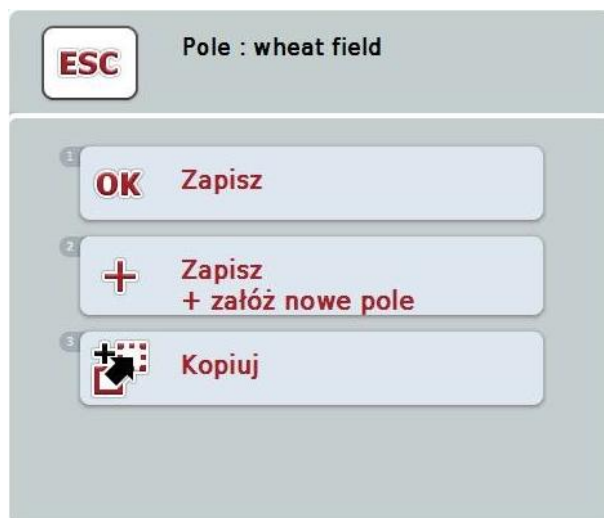 ESC
Pole : wheat field
1
OK
Zapisz
2
Zapisz
+ załóż nowe pole
3
Kopiuj